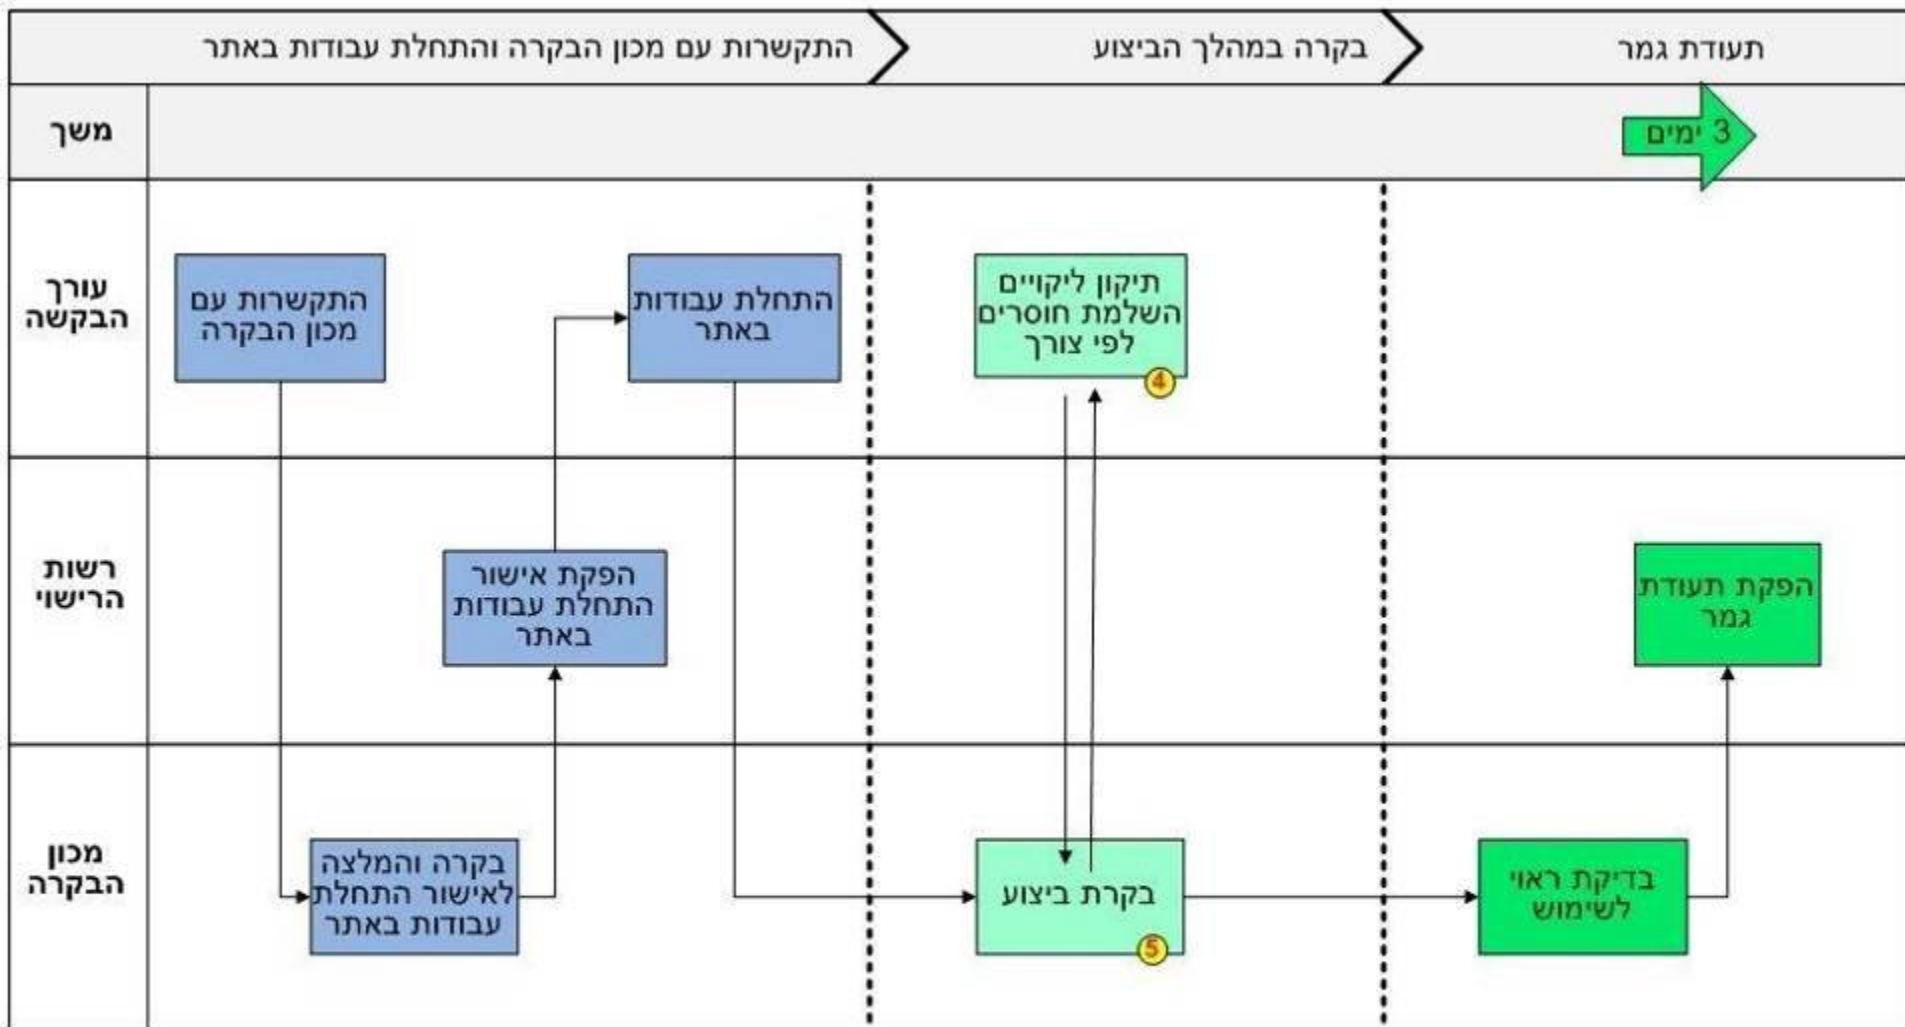 התקשרות עם מכון הבקרה והתחלת עבודות באתר
בקרה במהלך הביצוע
תעודת גמר
משך
3 ימים
עורך
הבקשה
התקשרות עם
מכון הבקרה
התחלת עבודות
באתר
תיקון ליקויים
השלמת חוסרים
לפי צורך
4
רשות
הרישוי
הפקת אישור
התחלת עבודות
באתר
הפקת תעודת
גמר
מכון
הבקרה
בקרה והמלצה
לאישור התחלת
עבודות באתר
בקרת ביצוע
5
בדיקת ראוי
לשימוש